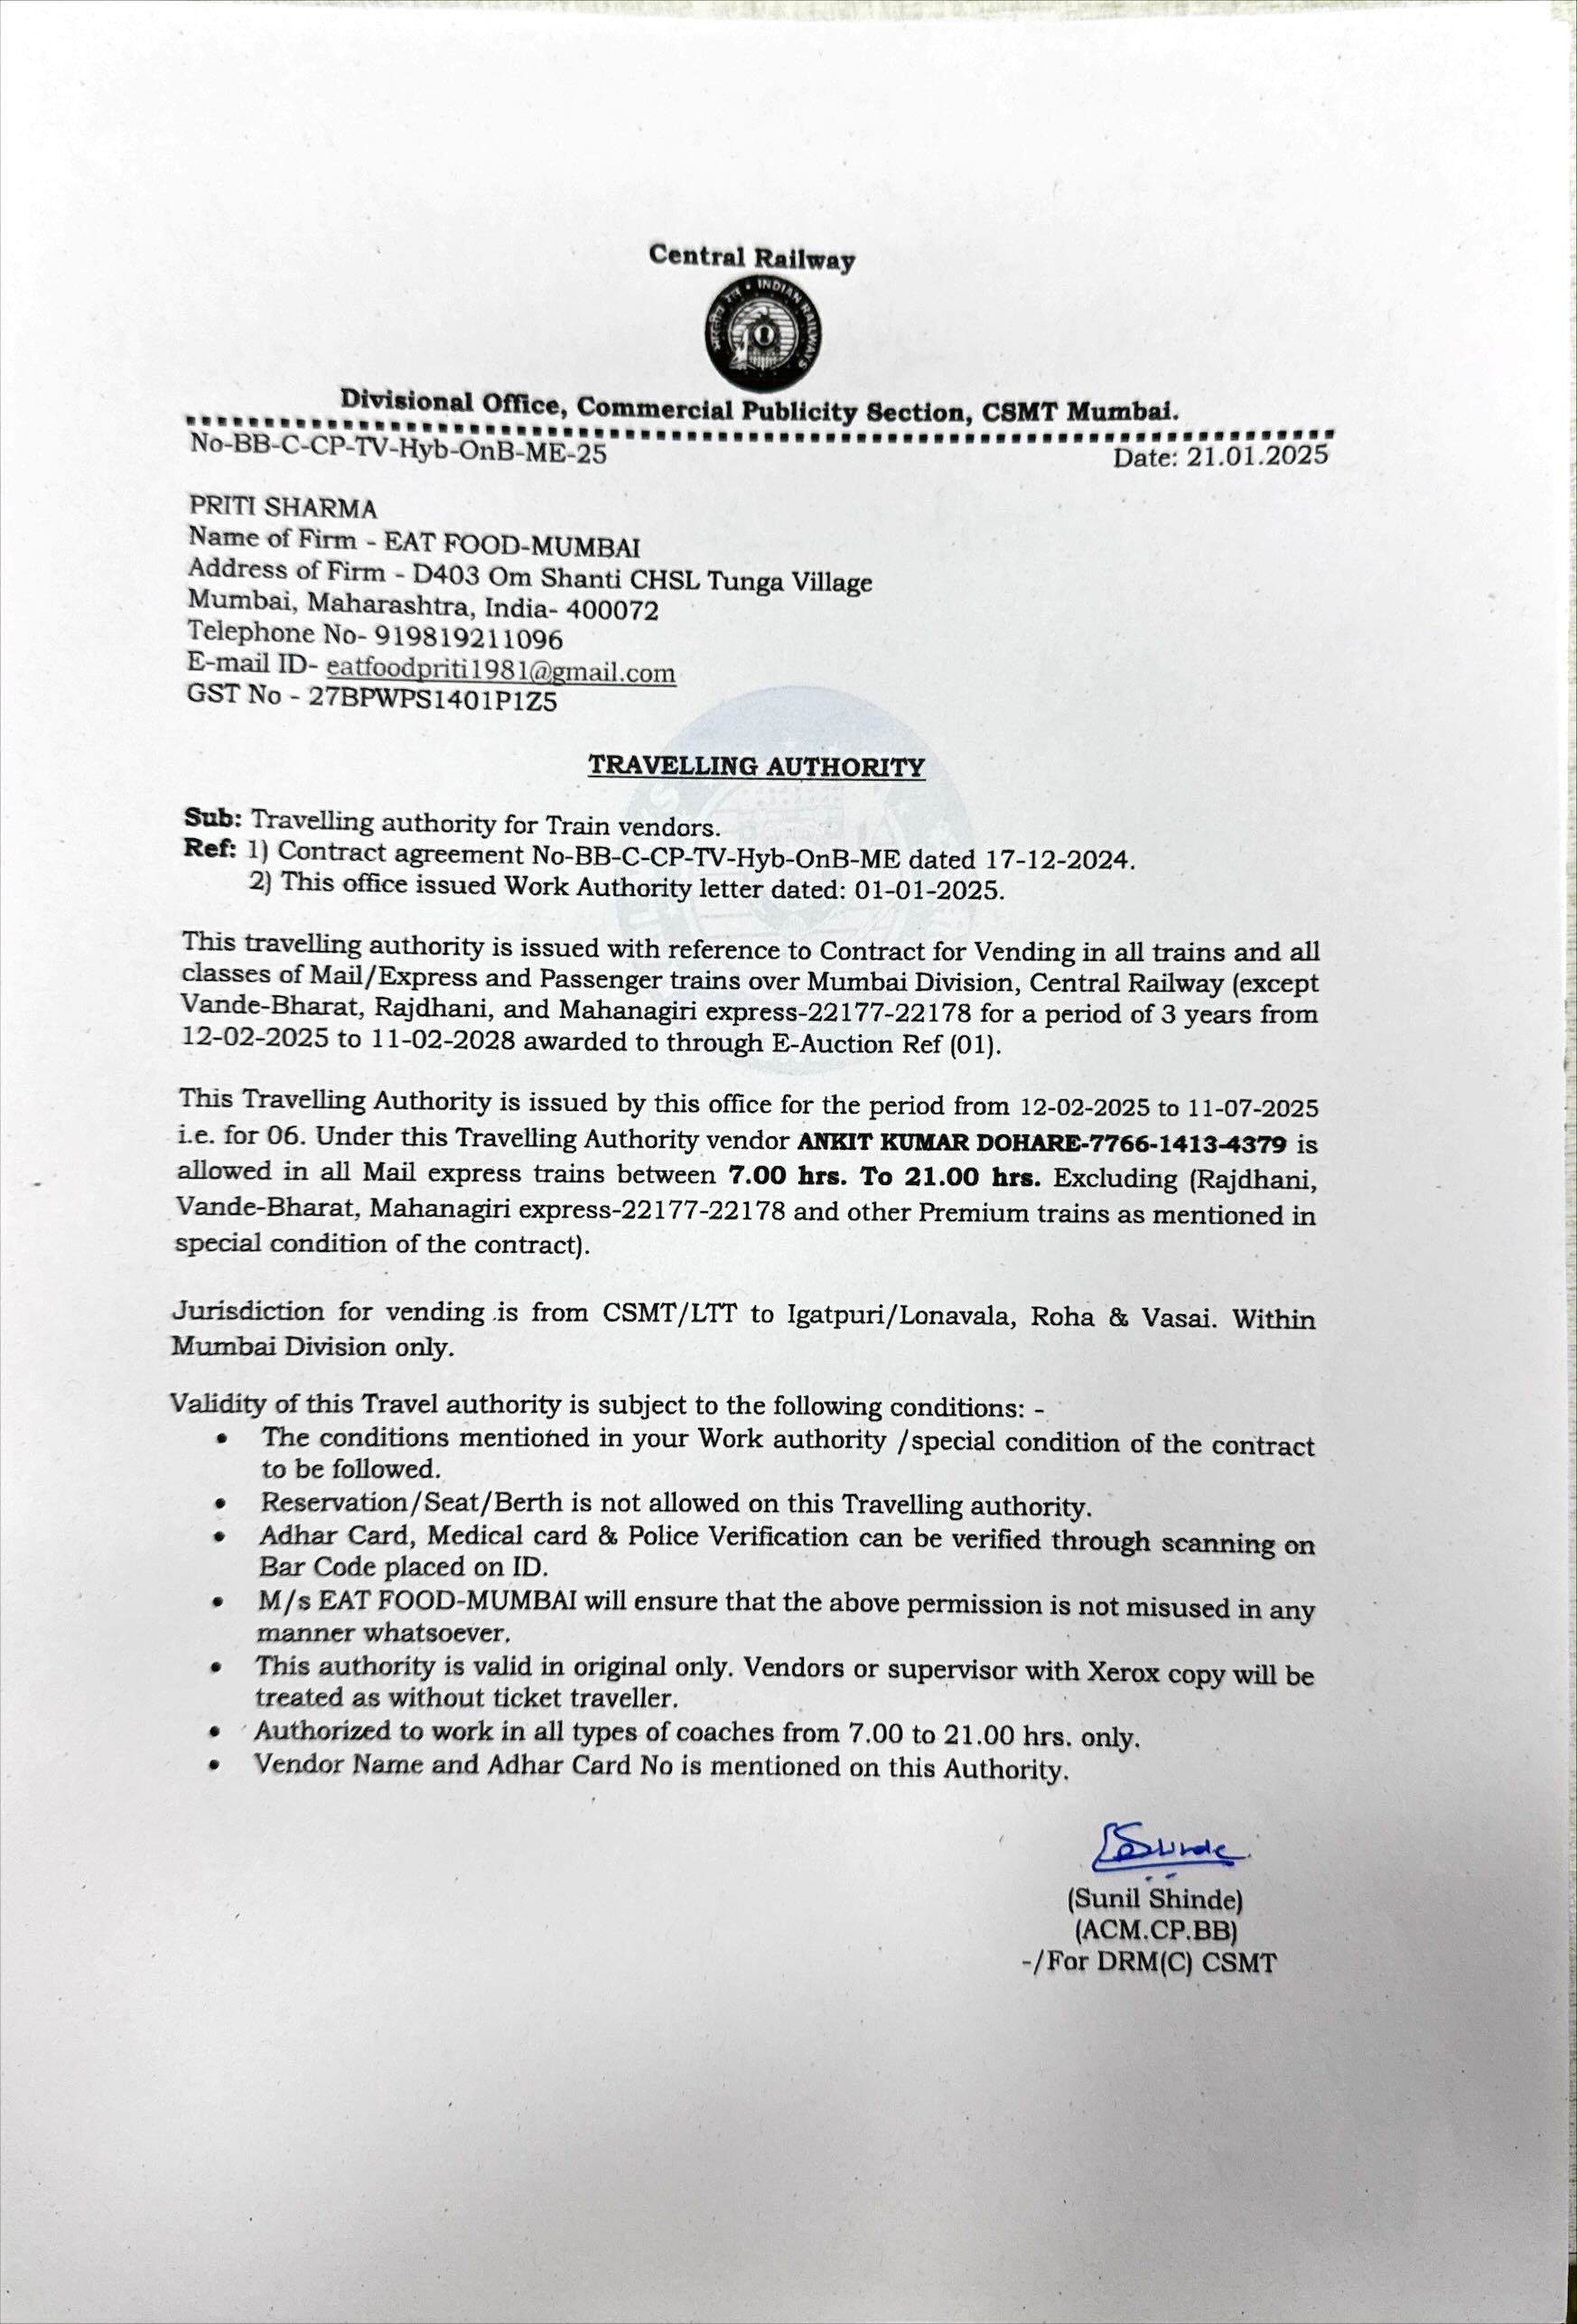 Central Railway
भारतीय रेल • INDIAN RAILWAYS
Divisional Office, Commercial Publicity Section, CSMT Mumbai.
No-BB-C-CP-TV-Hyb-OnB-ME-25 Date: 21.01.2025
PRITI SHARMA
Name of Firm - EAT FOOD-MUMBAI
Address of Firm - D403 Om Shanti CHSL Tunga Village
Mumbai, Maharashtra, India- 400072
Telephone No- 919819211096
E-mail ID- eatfoodpriti1981@gmail.com
GST No - 27BPWPS1401P1Z5
TRAVELLING AUTHORITY
Sub: Travelling authority for Train vendors.
Ref: 1) Contract agreement No-BB-C-CP-TV-Hyb-OnB-ME dated 17-12-2024.
2) This office issued Work Authority letter dated: 01-01-2025.
This travelling authority is issued with reference to Contract for Vending in all trains and all
classes of Mail/Express and Passenger trains over Mumbai Division, Central Railway (except
Vande-Bharat, Rajdhani, and Mahanagiri express-22177-22178 for a period of 3 years from
12-02-2025 to 11-02-2028 awarded to through E-Auction Ref (01).
This Travelling Authority is issued by this office for the period from 12-02-2025 to 11-07-2025
i.e. for 06. Under this Travelling Authority vendor ANKIT KUMAR DOHARE-7766-1413-4379 is
allowed in all Mail express trains between 7.00 hrs. To 21.00 hrs. Excluding (Rajdhani,
Vande-Bharat, Mahanagiri express-22177-22178 and other Premium trains as mentioned in
special condition of the contract).
Jurisdiction for vending is from CSMT/LTT to Igatpuri/Lonavala, Roha & Vasai. Within
Mumbai Division only.
Validity of this Travel authority is subject to the following conditions: -
• The conditions mentioned in your Work authority /special condition of the contract
to be followed.
• Reservation/Seat/Berth is not allowed on this Travelling authority.
• Adhar Card, Medical card & Police Verification can be verified through scanning on
Bar Code placed on ID.
• M/s EAT FOOD-MUMBAI will ensure that the above permission is not misused in any
manner whatsoever.
• This authority is valid in original only. Vendors or supervisor with Xerox copy will be
treated as without ticket traveller.
• Authorized to work in all types of coaches from 7.00 to 21.00 hrs. only.
• Vendor Name and Adhar Card No is mentioned on this Authority.
SShinde
(Sunil Shinde)
(ACM.CP.BB)
-/For DRM(C) CSMT